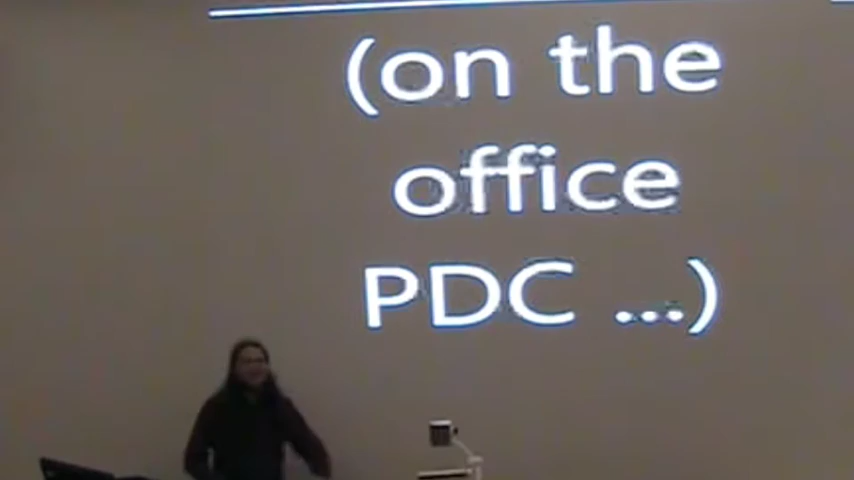 (on the
office
PDC ...)